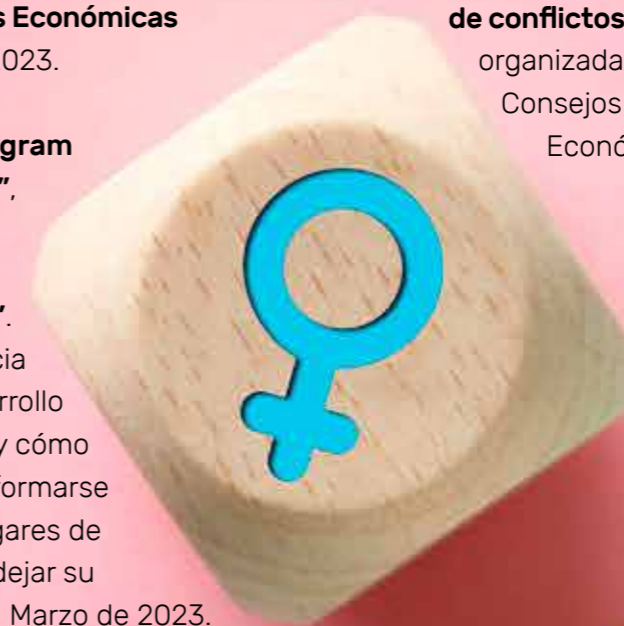 s Económicas
023.
gram
”,
”.
cia
rrollo
y cómo
formarse
gares de
dejar su
Marzo de 2023.
de conflictos
organizada
Consejos
Econó